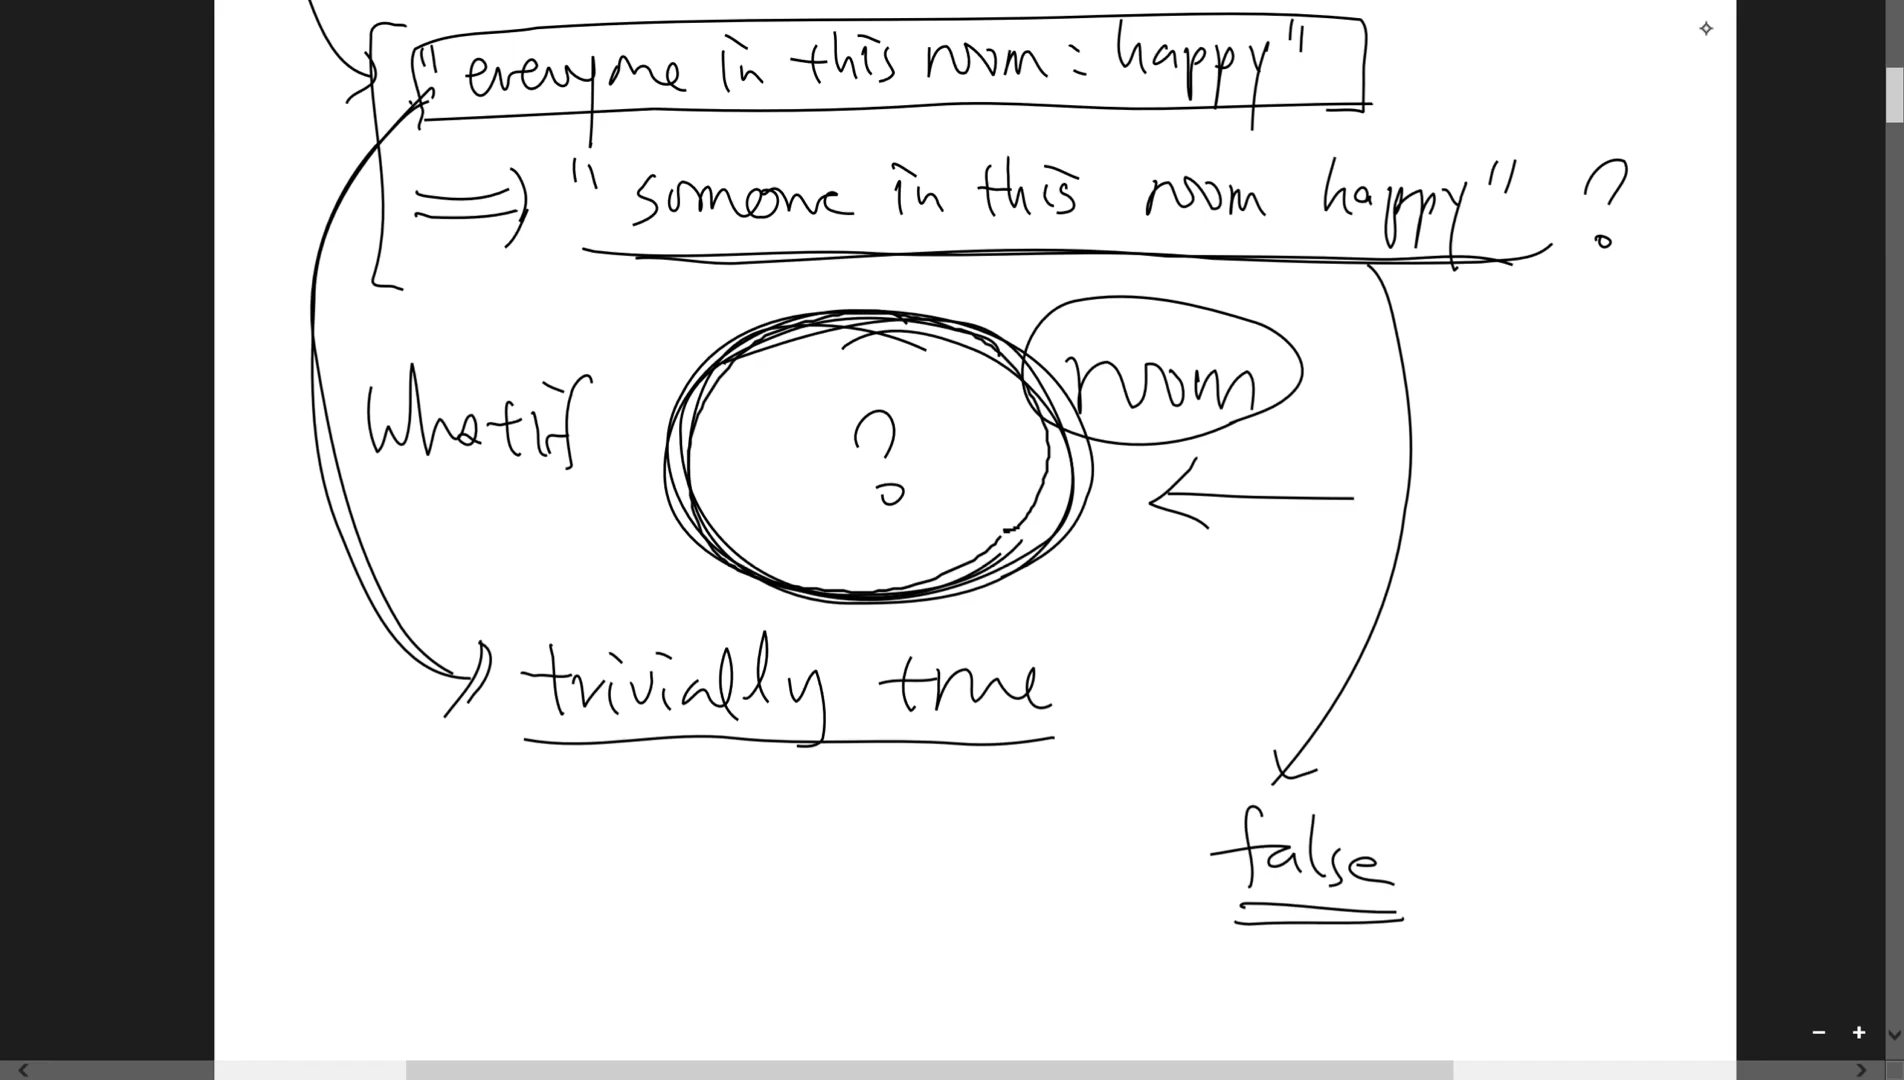 "everyone in this room : happy"
⇒ "someone in this room happy" ?
What if ? room
trivially true
false